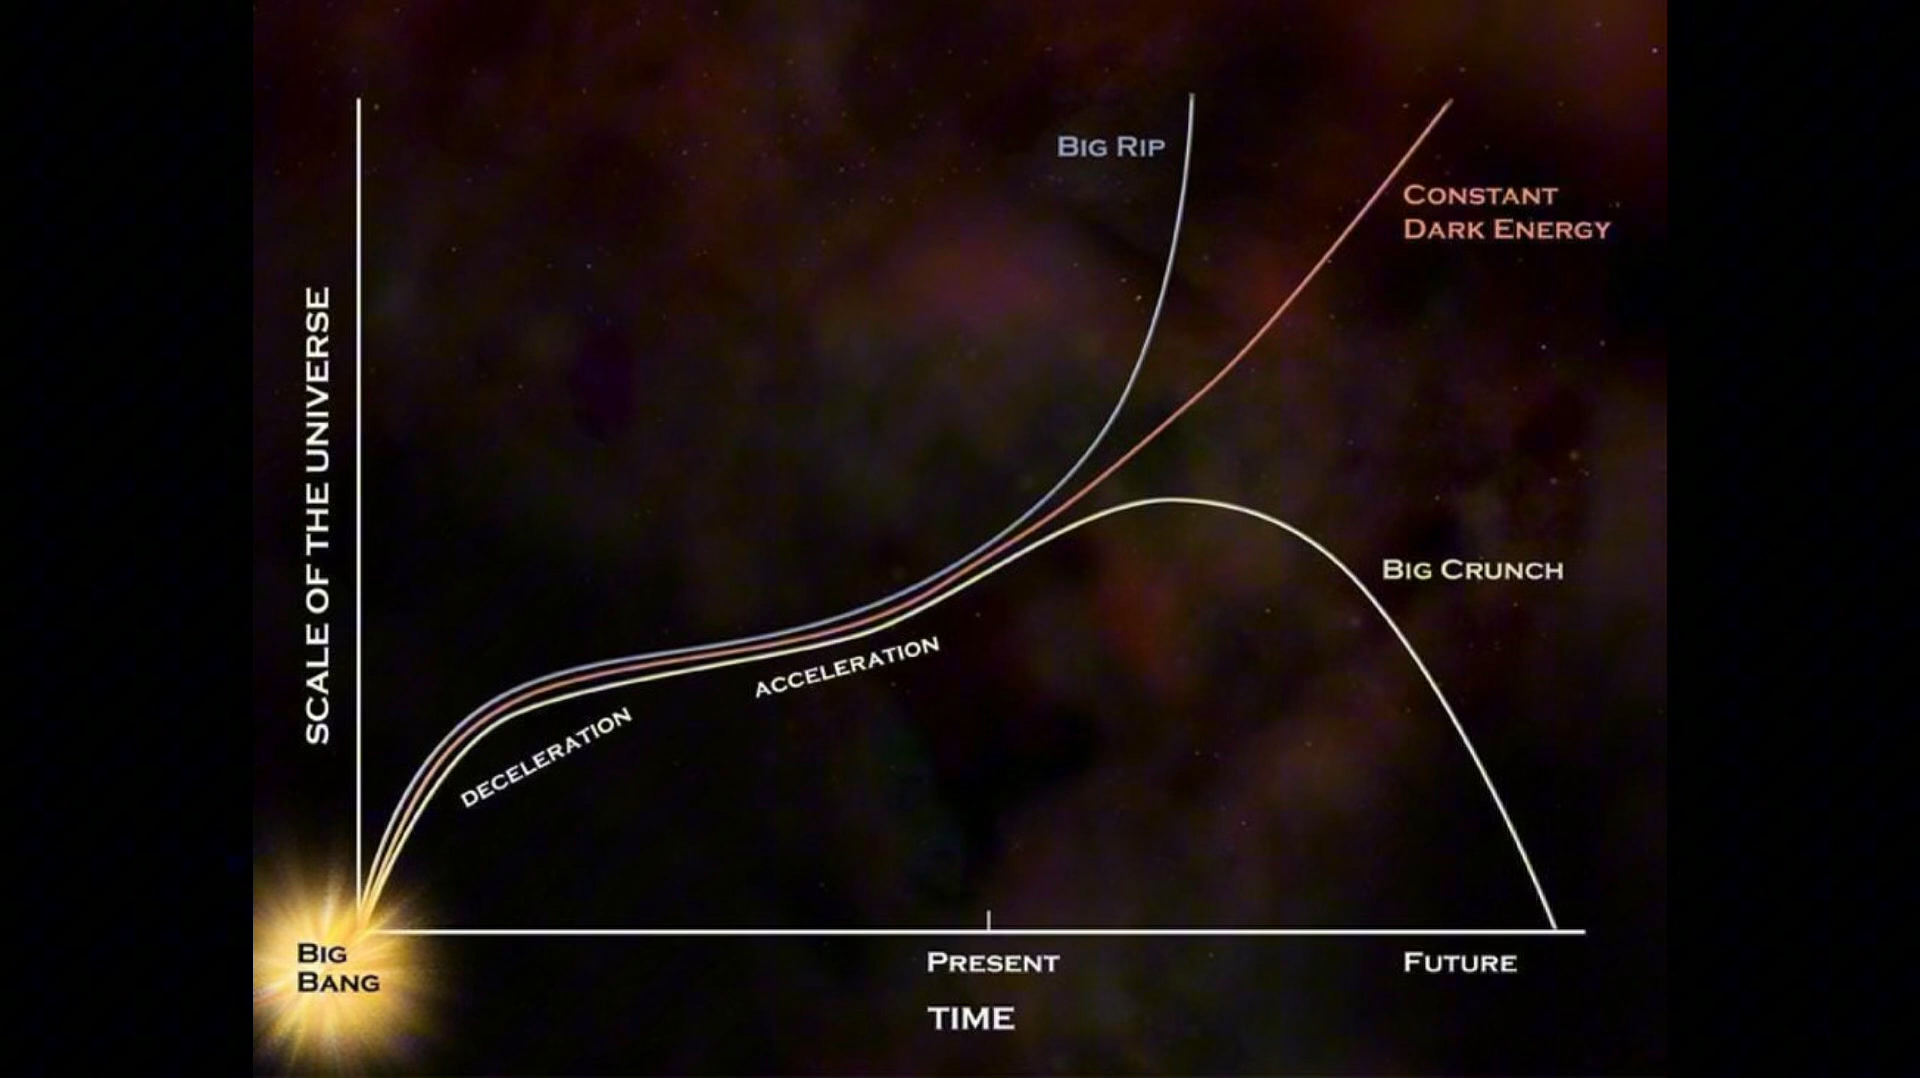 BIG RIP
CONSTANT
DARK ENERGY
SCALE OF THE UNIVERSE
BIG CRUNCH
ACCELERATION
DECELERATION
BIG
BANG
PRESENT
FUTURE
TIME